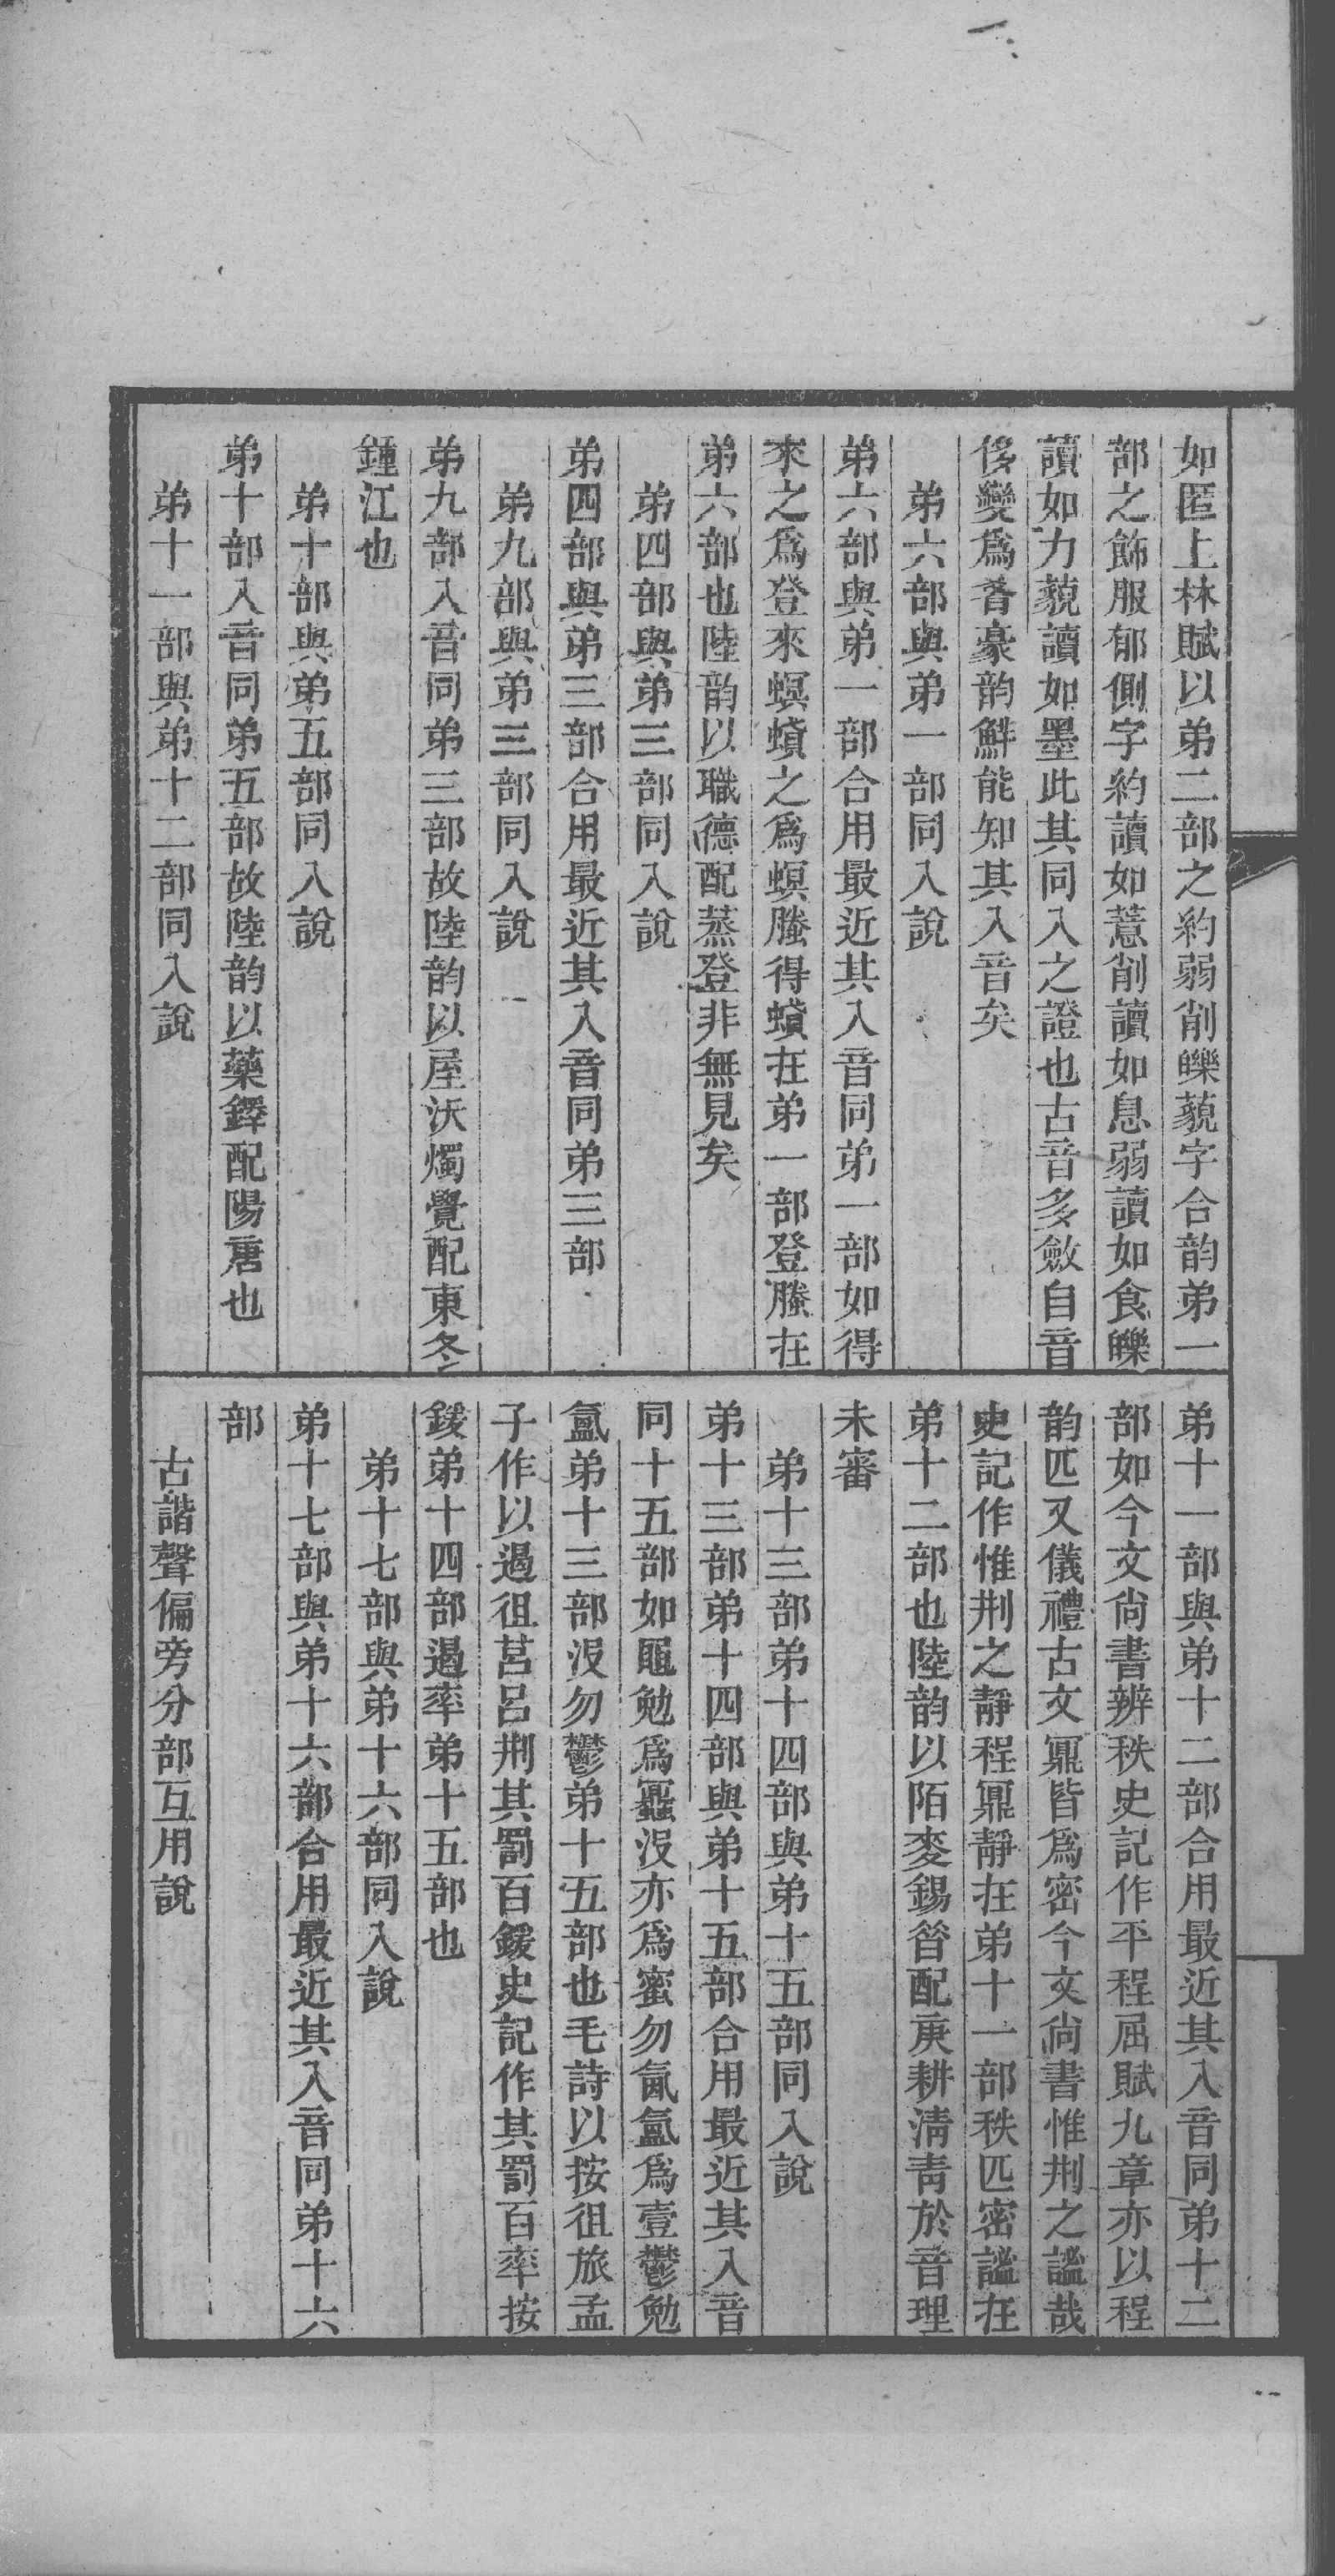 如匿上林賦以弟二部之約弱削皪藐字合韵弟一
部之飾服郁側字約讀如薏削讀如息弱讀如食皪
讀如力藐讀如墨此其同入之證也古音多斂自音
侈變爲肴豪韵鮮能知其入音矣
弟六部與弟一部同入說
弟六部與弟一部合用最近其入音同弟一部如得
來之爲登來螟蟘之爲螟螣得蟘在弟一部登螣在
弟六部也陸韵以職德配蒸登非無見矣
弟四部與弟三部同入說
弟四部與弟三部合用最近其入音同弟三部
弟九部與弟三部同入說
弟九部入音同弟三部故陸韵以屋沃燭覺配東冬
鍾江也
弟十部與弟五部同入說
弟十部入音同弟五部故陸韵以藥鐸配陽唐也
弟十一部與弟十二部同入說
弟十一部與弟十二部合用最近其入音同弟十二
部如今文尙書辨秩史記作平程屈賦九章亦以程
韵匹又儀禮古文鼏皆爲密今文尙書惟荆之謐哉
史記作惟荆之靜程鼏靜在弟十一部秩匹密謐在
弟十二部也陸韵以陌麥錫昔配庚耕淸靑於音理
未審
弟十三部弟十四部與弟十五部同入說
弟十三部弟十四部與弟十五部合用最近其入音
同十五部如黽勉爲蠠沒亦爲蜜勿氤氳爲壹鬱勉
氳弟十三部沒勿鬱弟十五部也毛詩以按徂旅孟
子作以遏徂莒呂荆其罰百鍰史記作其罰百率按
鍰弟十四部遏率弟十五部也
弟十七部與弟十六部同入說
弟十七部與弟十六部合用最近其入音同弟十六
部
古諧聲偏旁分部互用說